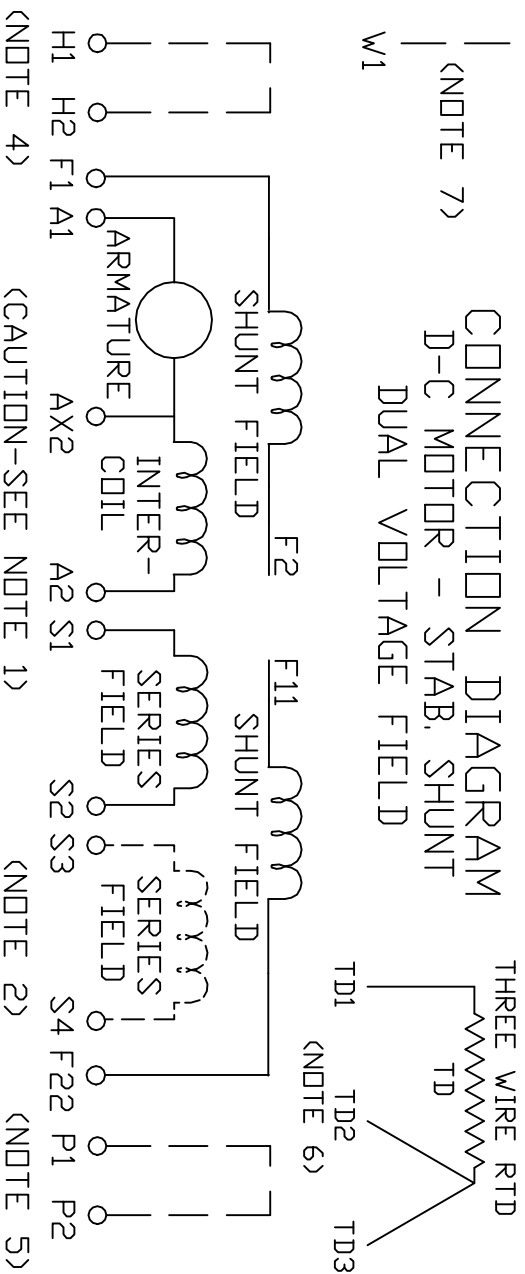 CONNECTION DIAGRAM
D-C MOTOR - STAB. SHUNT
DUAL VOLTAGE FIELD
THREE WIRE RTD
TD
TD1
TD2
TD3
(NOTE 6)
(NOTE 7)
W1
F2
F11
SHUNT FIELD
SHUNT FIELD
ARMATURE
INTER-
COIL
SERIES
FIELD
SERIES
FIELD
H1 H2 F1 A1 AX2 A2 S1 S2 S3 S4 F22 P1 P2
(NOTE 4) (CAUTION-SEE NOTE 1) (NOTE 2) (NOTE 5)